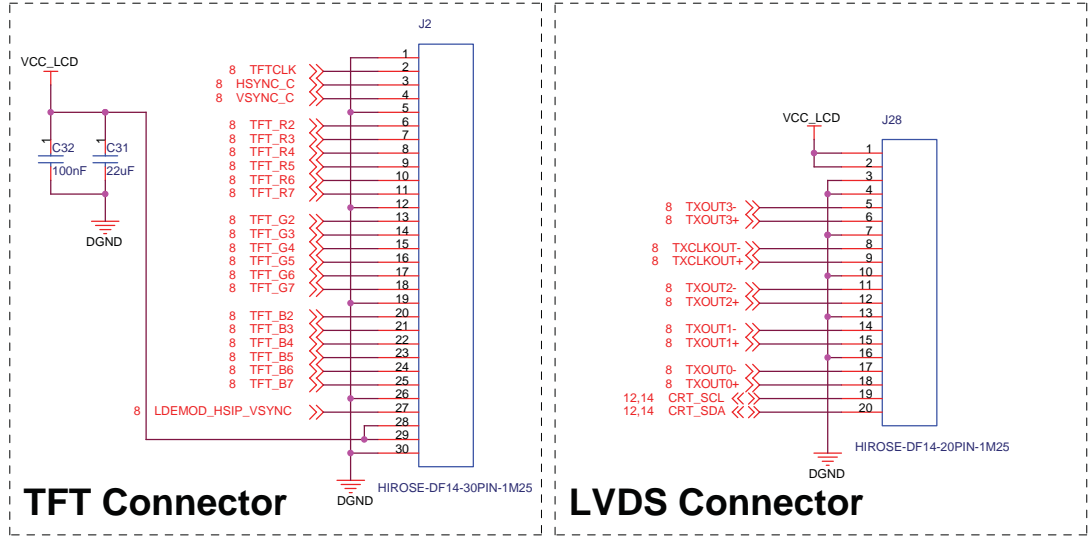 J2
VCC_LCD
1
C32
100nF
1
C31
22uF
DGND
1
8 TFTCLK 2
8 HSYNC_C 3
8 VSYNC_C 4
5
8 TFT_R2 6
8 TFT_R3 7
8 TFT_R4 8
8 TFT_R5 9
8 TFT_R6 10
8 TFT_R7 11
12
8 TFT_G2 13
8 TFT_G3 14
8 TFT_G4 15
8 TFT_G5 16
8 TFT_G6 17
8 TFT_G7 18
19
8 TFT_B2 20
8 TFT_B3 21
8 TFT_B4 22
8 TFT_B5 23
8 TFT_B6 24
8 TFT_B7 25
26
8 LDEMOD_HSIP_VSYNC 27
28
29
30
DGND
HIROSE-DF14-30PIN-1M25
TFT Connector
J28
VCC_LCD
1
2
3
4
8 TXOUT3- 5
8 TXOUT3+ 6
7
8 TXCLKOUT- 8
8 TXCLKOUT+ 9
10
8 TXOUT2- 11
8 TXOUT2+ 12
13
8 TXOUT1- 14
8 TXOUT1+ 15
16
8 TXOUT0- 17
8 TXOUT0+ 18
12,14 CRT_SCL 19
12,14 CRT_SDA 20
HIROSE-DF14-20PIN-1M25
DGND
LVDS Connector